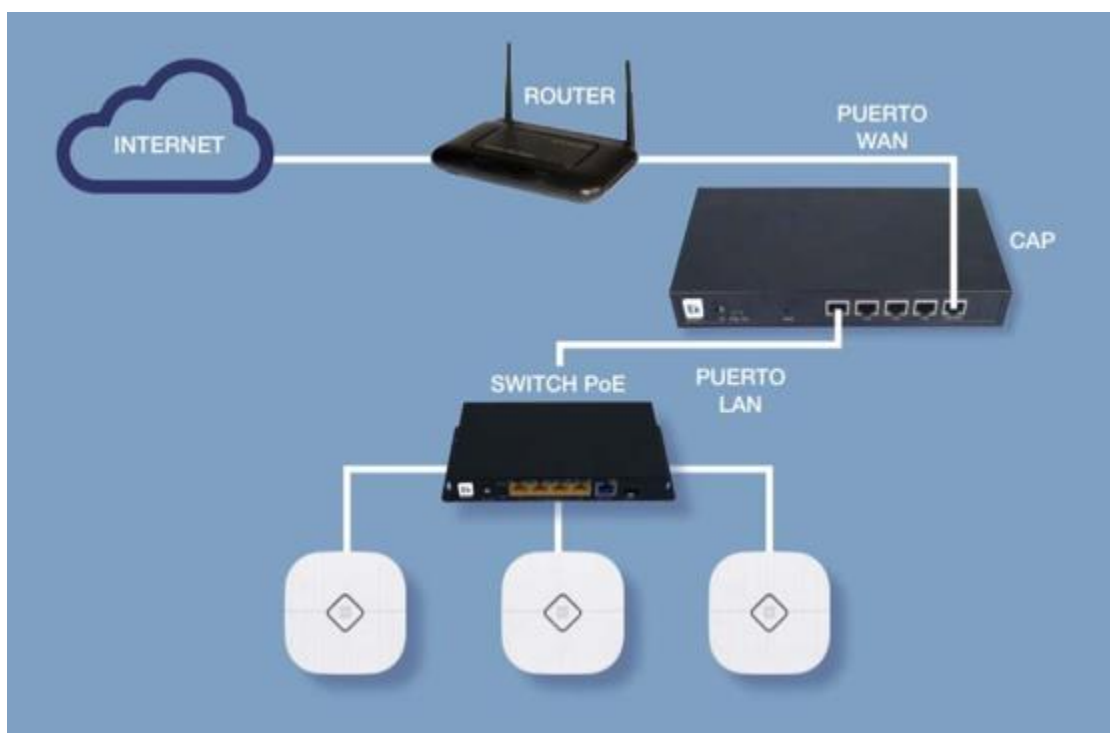 INTERNET
ROUTER
PUERTO
WAN
CAP
PUERTO
LAN
SWITCH PoE